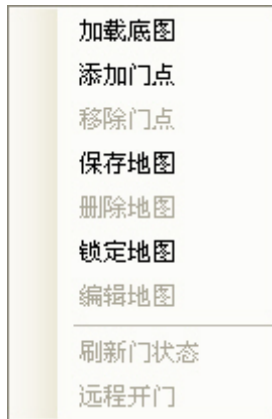 加载底图
添加门点
移除门点
保存地图
删除地图
锁定地图
编辑地图
刷新门状态
远程开门